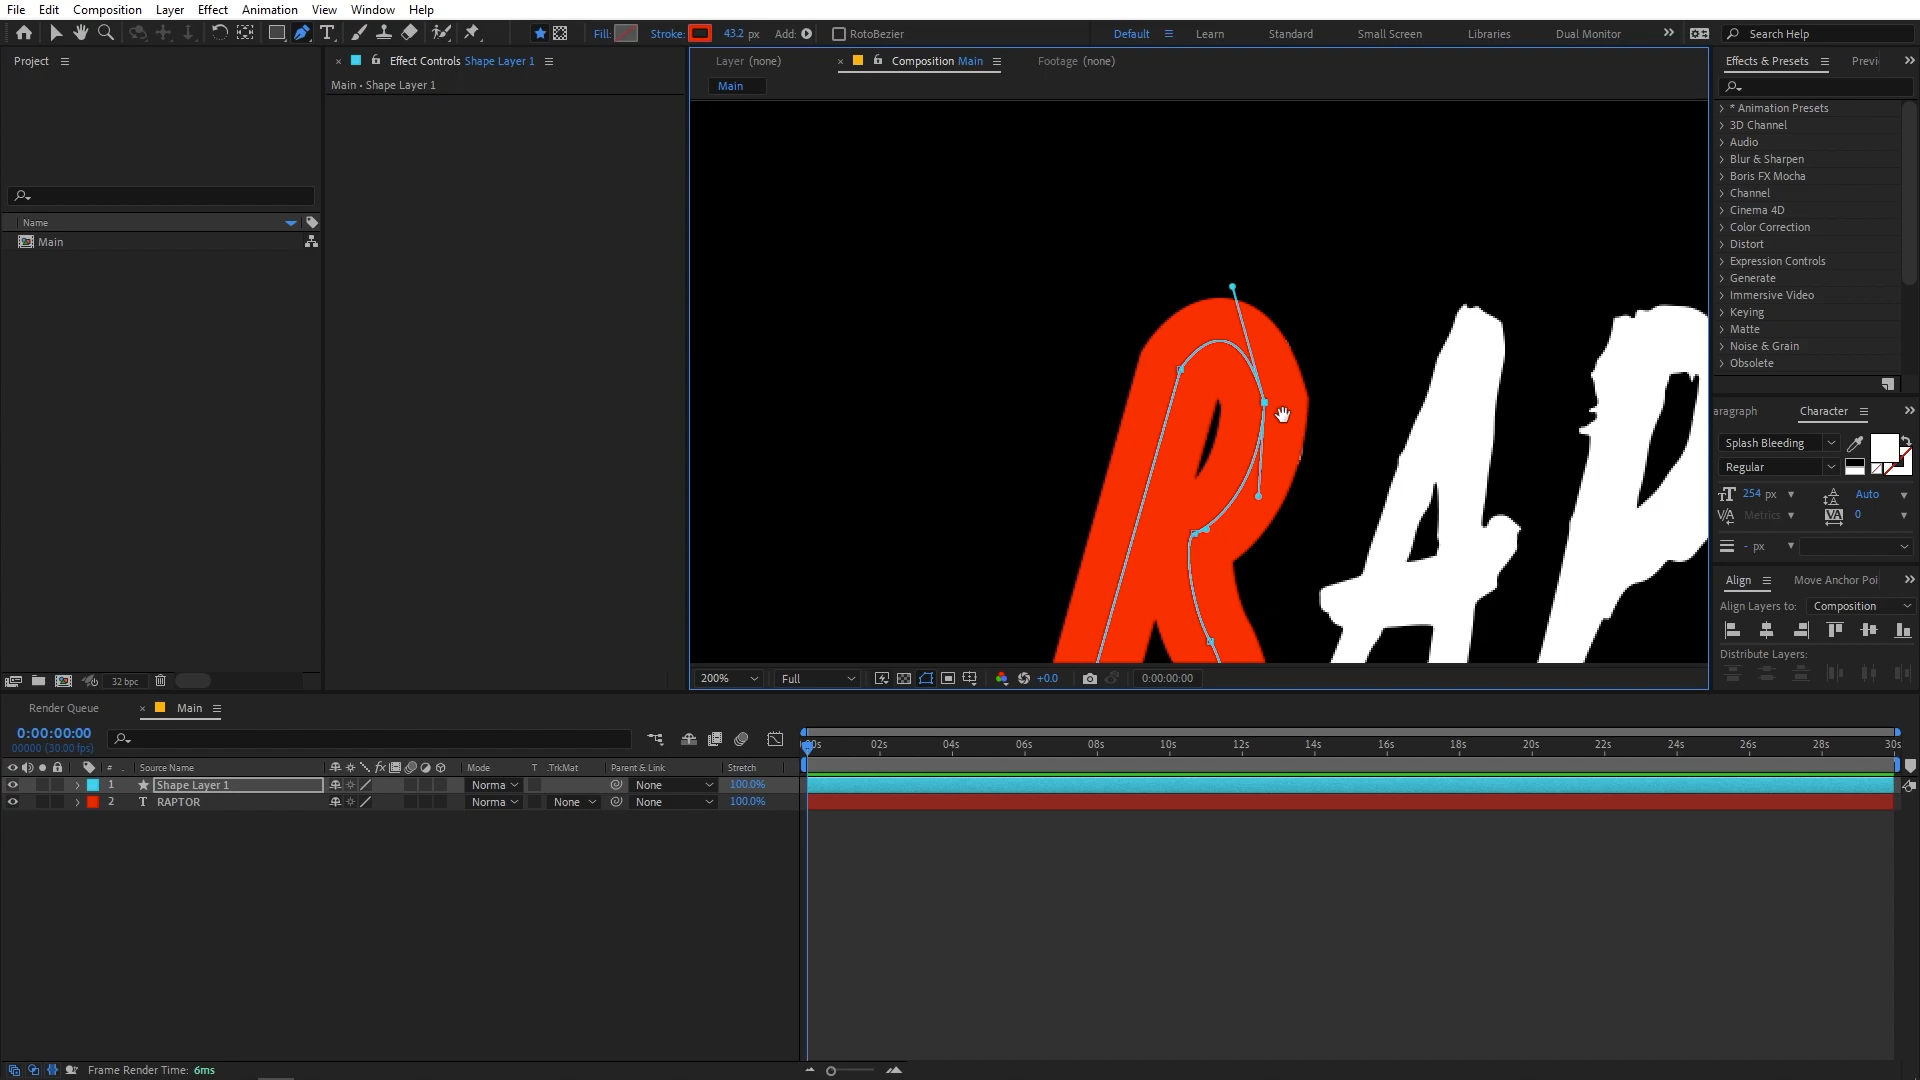 File Edit Composition Layer Effect Animation View Window Help
Fill: Stroke: 43.2 px Add: RotoBezier Default Learn Standard Small Screen Libraries Dual Monitor Search Help
Project
Effect Controls Shape Layer 1
Main • Shape Layer 1
Layer (none) Composition Main Footage (none)
Main
Effects & Presets Previ
* Animation Presets
3D Channel
Audio
Blur & Sharpen
Boris FX Mocha
Channel
Cinema 4D
Color Correction
Distort
Expression Controls
Generate
Immersive Video
Keying
Matte
Noise & Grain
Obsolete
Name
Main
RAP
aragraph Character
Splash Bleeding
Regular
254 px Auto
Metrics 0
- px
Align Move Anchor Poi
Align Layers to: Composition
Distribute Layers:
32 bpc
200% Full +0.0 0:00:00:00
Render Queue Main
0:00:00:00
00000 (30.00 fps)
00s 02s 04s 06s 08s 10s 12s 14s 16s 18s 20s 22s 24s 26s 28s 30s
# Source Name fx Mode T .TrkMat Parent & Link Stretch
1 Shape Layer 1 Norma None 100.0%
2 T RAPTOR Norma None None 100.0%
Frame Render Time: 6ms